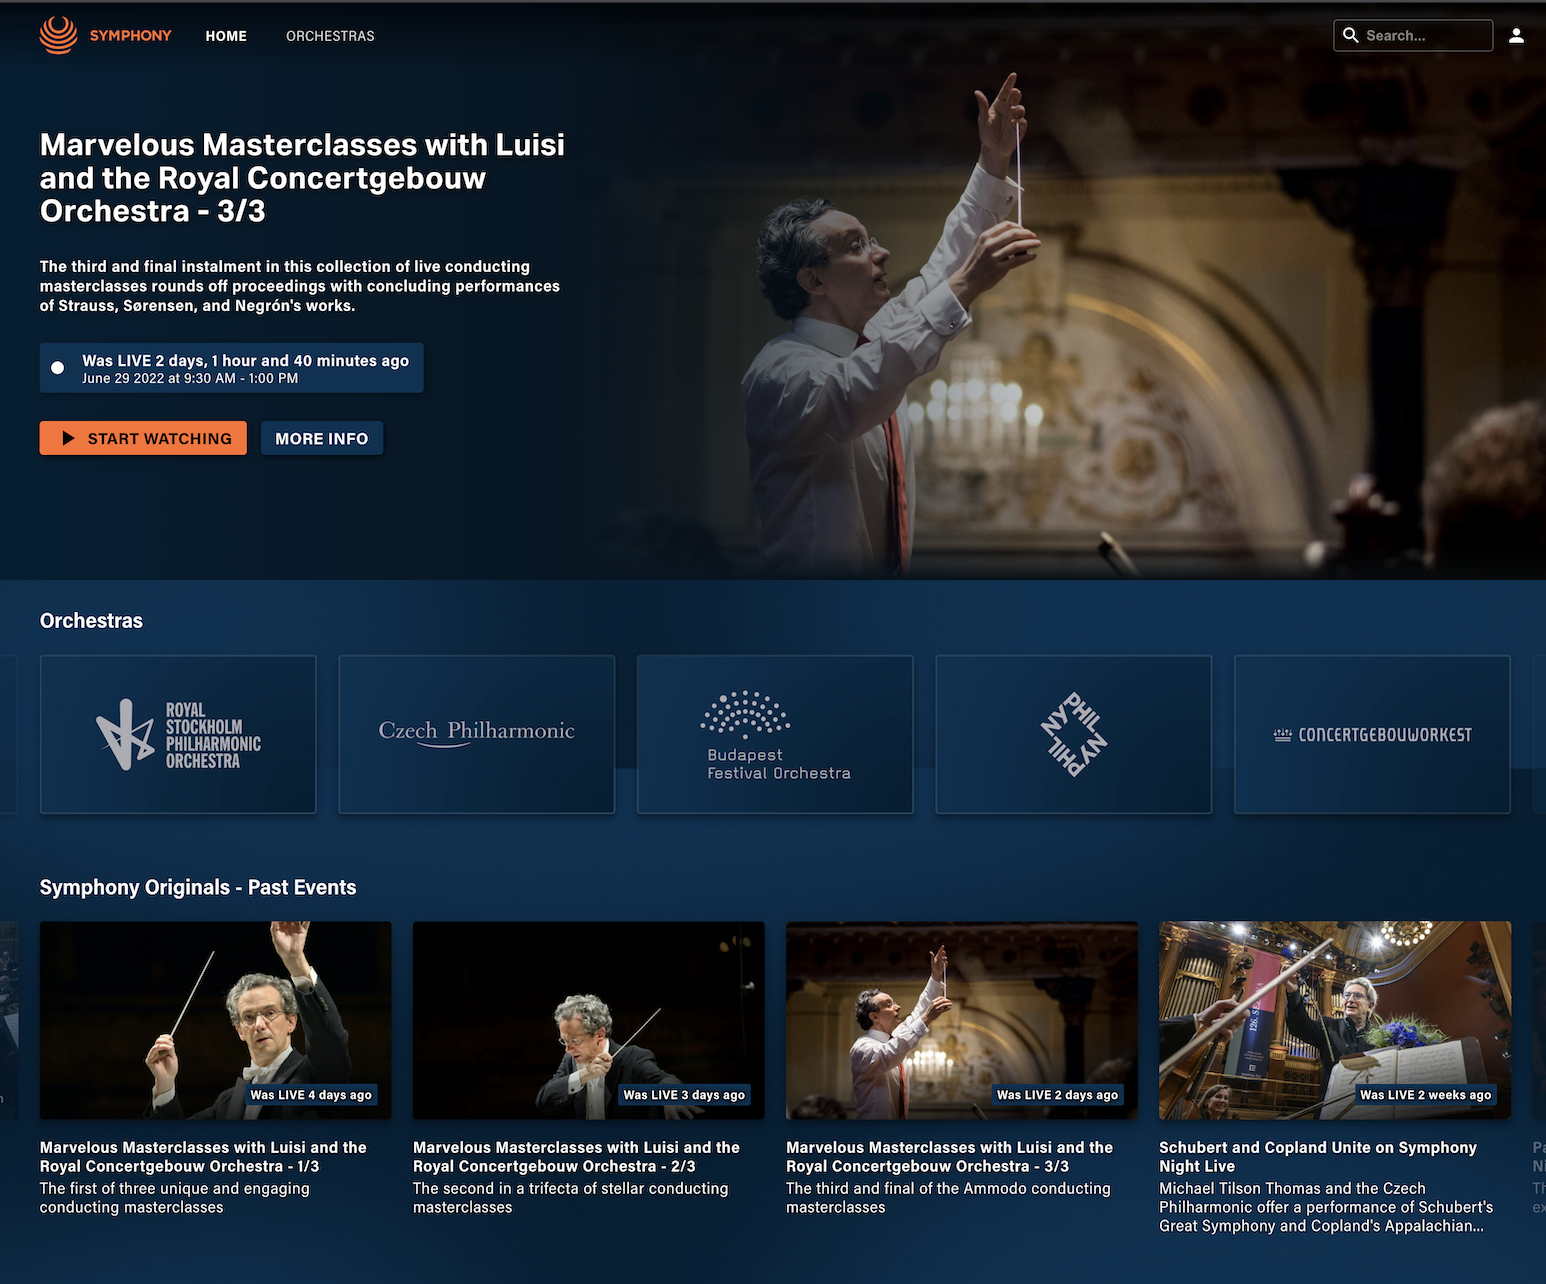 SYMPHONY
HOME
ORCHESTRAS
Search...
Marvelous Masterclasses with Luisi
and the Royal Concertgebouw
Orchestra - 3/3
The third and final instalment in this collection of live conducting
masterclasses rounds off proceedings with concluding performances
of Strauss, Sørensen, and Negrón's works.
Was LIVE 2 days, 1 hour and 40 minutes ago
June 29 2022 at 9:30 AM - 1:00 PM
START WATCHING
MORE INFO
Orchestras
ROYAL
STOCKHOLM
PHILHARMONIC
ORCHESTRA
Czech Philharmonic
Budapest
Festival Orchestra
NY PHIL NY PHIL
CONCERTGEBOUWORKEST
Symphony Originals - Past Events
Was LIVE 4 days ago
Was LIVE 3 days ago
Was LIVE 2 days ago
Was LIVE 2 weeks ago
Marvelous Masterclasses with Luisi and the
Royal Concertgebouw Orchestra - 1/3
The first of three unique and engaging
conducting masterclasses
Marvelous Masterclasses with Luisi and the
Royal Concertgebouw Orchestra - 2/3
The second in a trifecta of stellar conducting
masterclasses
Marvelous Masterclasses with Luisi and the
Royal Concertgebouw Orchestra - 3/3
The third and final of the Ammodo conducting
masterclasses
Schubert and Copland Unite on Symphony
Night Live
Michael Tilson Thomas and the Czech
Philharmonic offer a performance of Schubert's
Great Symphony and Copland's Appalachian...